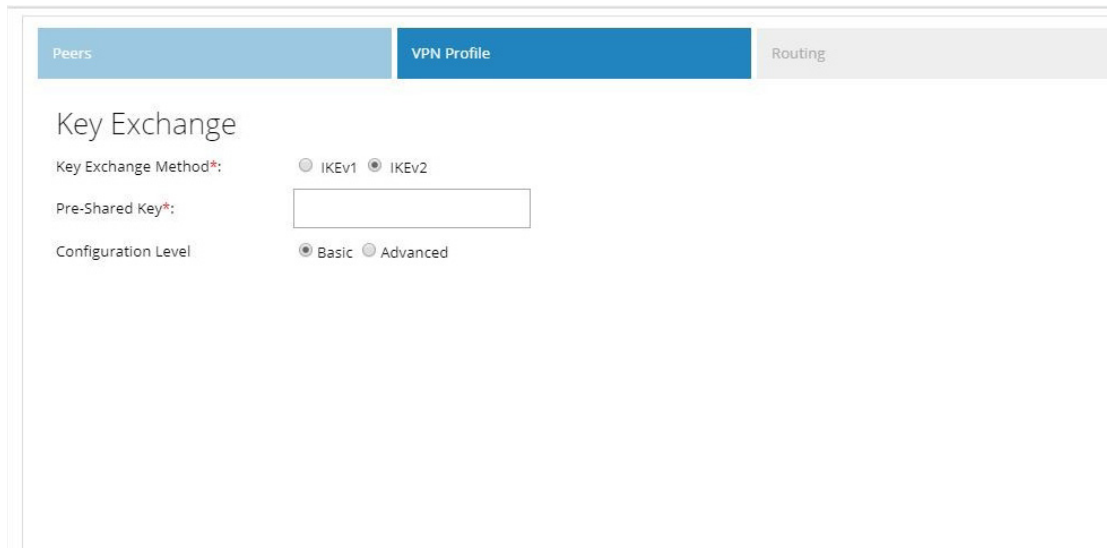 Peers VPN Profile Routing
Key Exchange
Key Exchange Method*: IKEv1 IKEv2
Pre-Shared Key*:
Configuration Level Basic Advanced